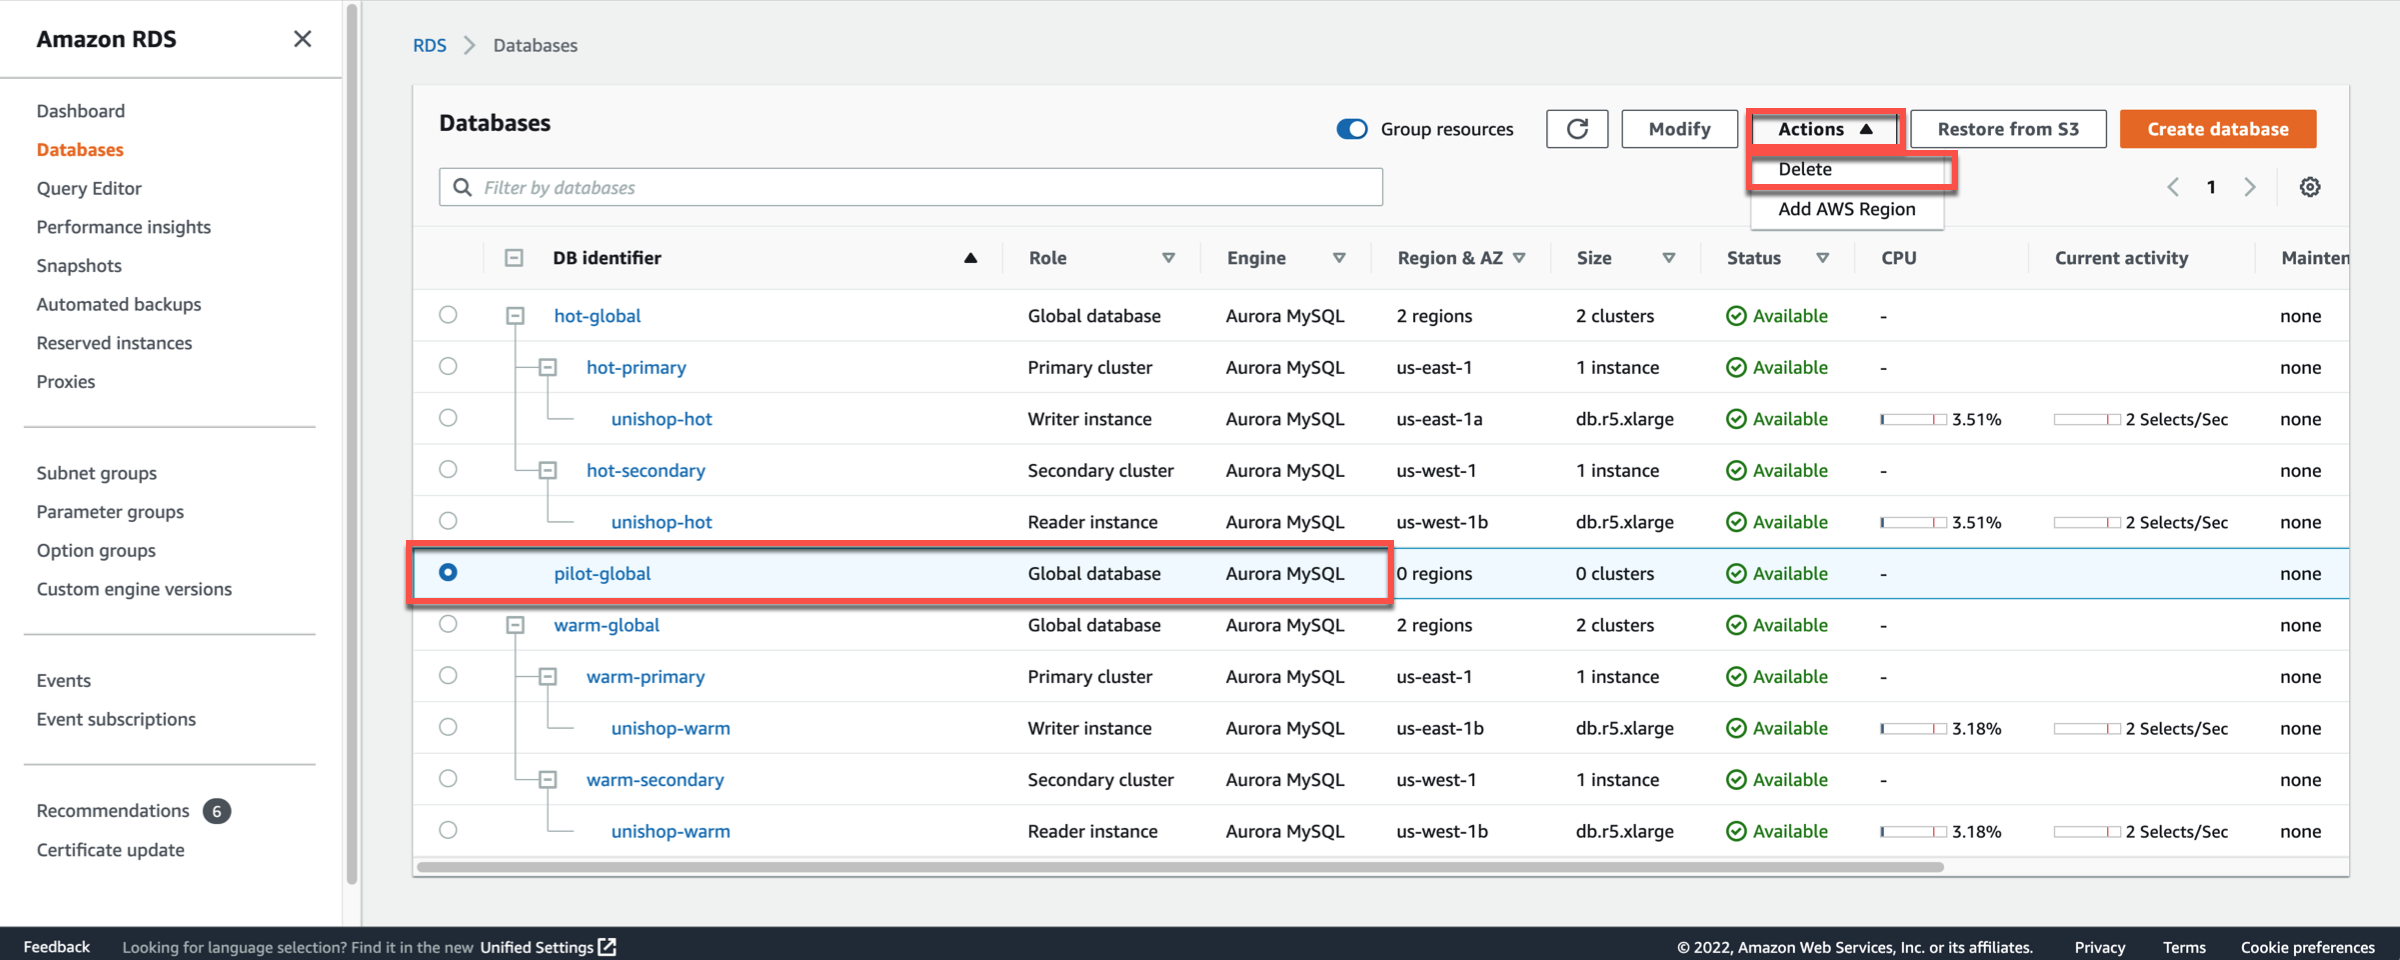 Amazon RDS
Dashboard
Databases
Query Editor
Performance insights
Snapshots
Automated backups
Reserved instances
Proxies
Subnet groups
Parameter groups
Option groups
Custom engine versions
Events
Event subscriptions
Recommendations 6
Certificate update
RDS Databases
Databases
Group resources Modify Actions Restore from S3 Create database
Delete
Add AWS Region
Filter by databases
1
DB identifier Role Engine Region & AZ Size Status CPU Current activity Mainten
hot-global Global database Aurora MySQL 2 regions 2 clusters Available - none
hot-primary Primary cluster Aurora MySQL us-east-1 1 instance Available - none
unishop-hot Writer instance Aurora MySQL us-east-1a db.r5.xlarge Available 3.51% 2 Selects/Sec none
hot-secondary Secondary cluster Aurora MySQL us-west-1 1 instance Available - none
unishop-hot Reader instance Aurora MySQL us-west-1b db.r5.xlarge Available 3.51% 2 Selects/Sec none
pilot-global Global database Aurora MySQL 0 regions 0 clusters Available - none
warm-global Global database Aurora MySQL 2 regions 2 clusters Available - none
warm-primary Primary cluster Aurora MySQL us-east-1 1 instance Available - none
unishop-warm Writer instance Aurora MySQL us-east-1b db.r5.xlarge Available 3.18% 2 Selects/Sec none
warm-secondary Secondary cluster Aurora MySQL us-west-1 1 instance Available - none
unishop-warm Reader instance Aurora MySQL us-west-1b db.r5.xlarge Available 3.18% 2 Selects/Sec none
Feedback Looking for language selection? Find it in the new Unified Settings © 2022, Amazon Web Services, Inc. or its affiliates. Privacy Terms Cookie preferences